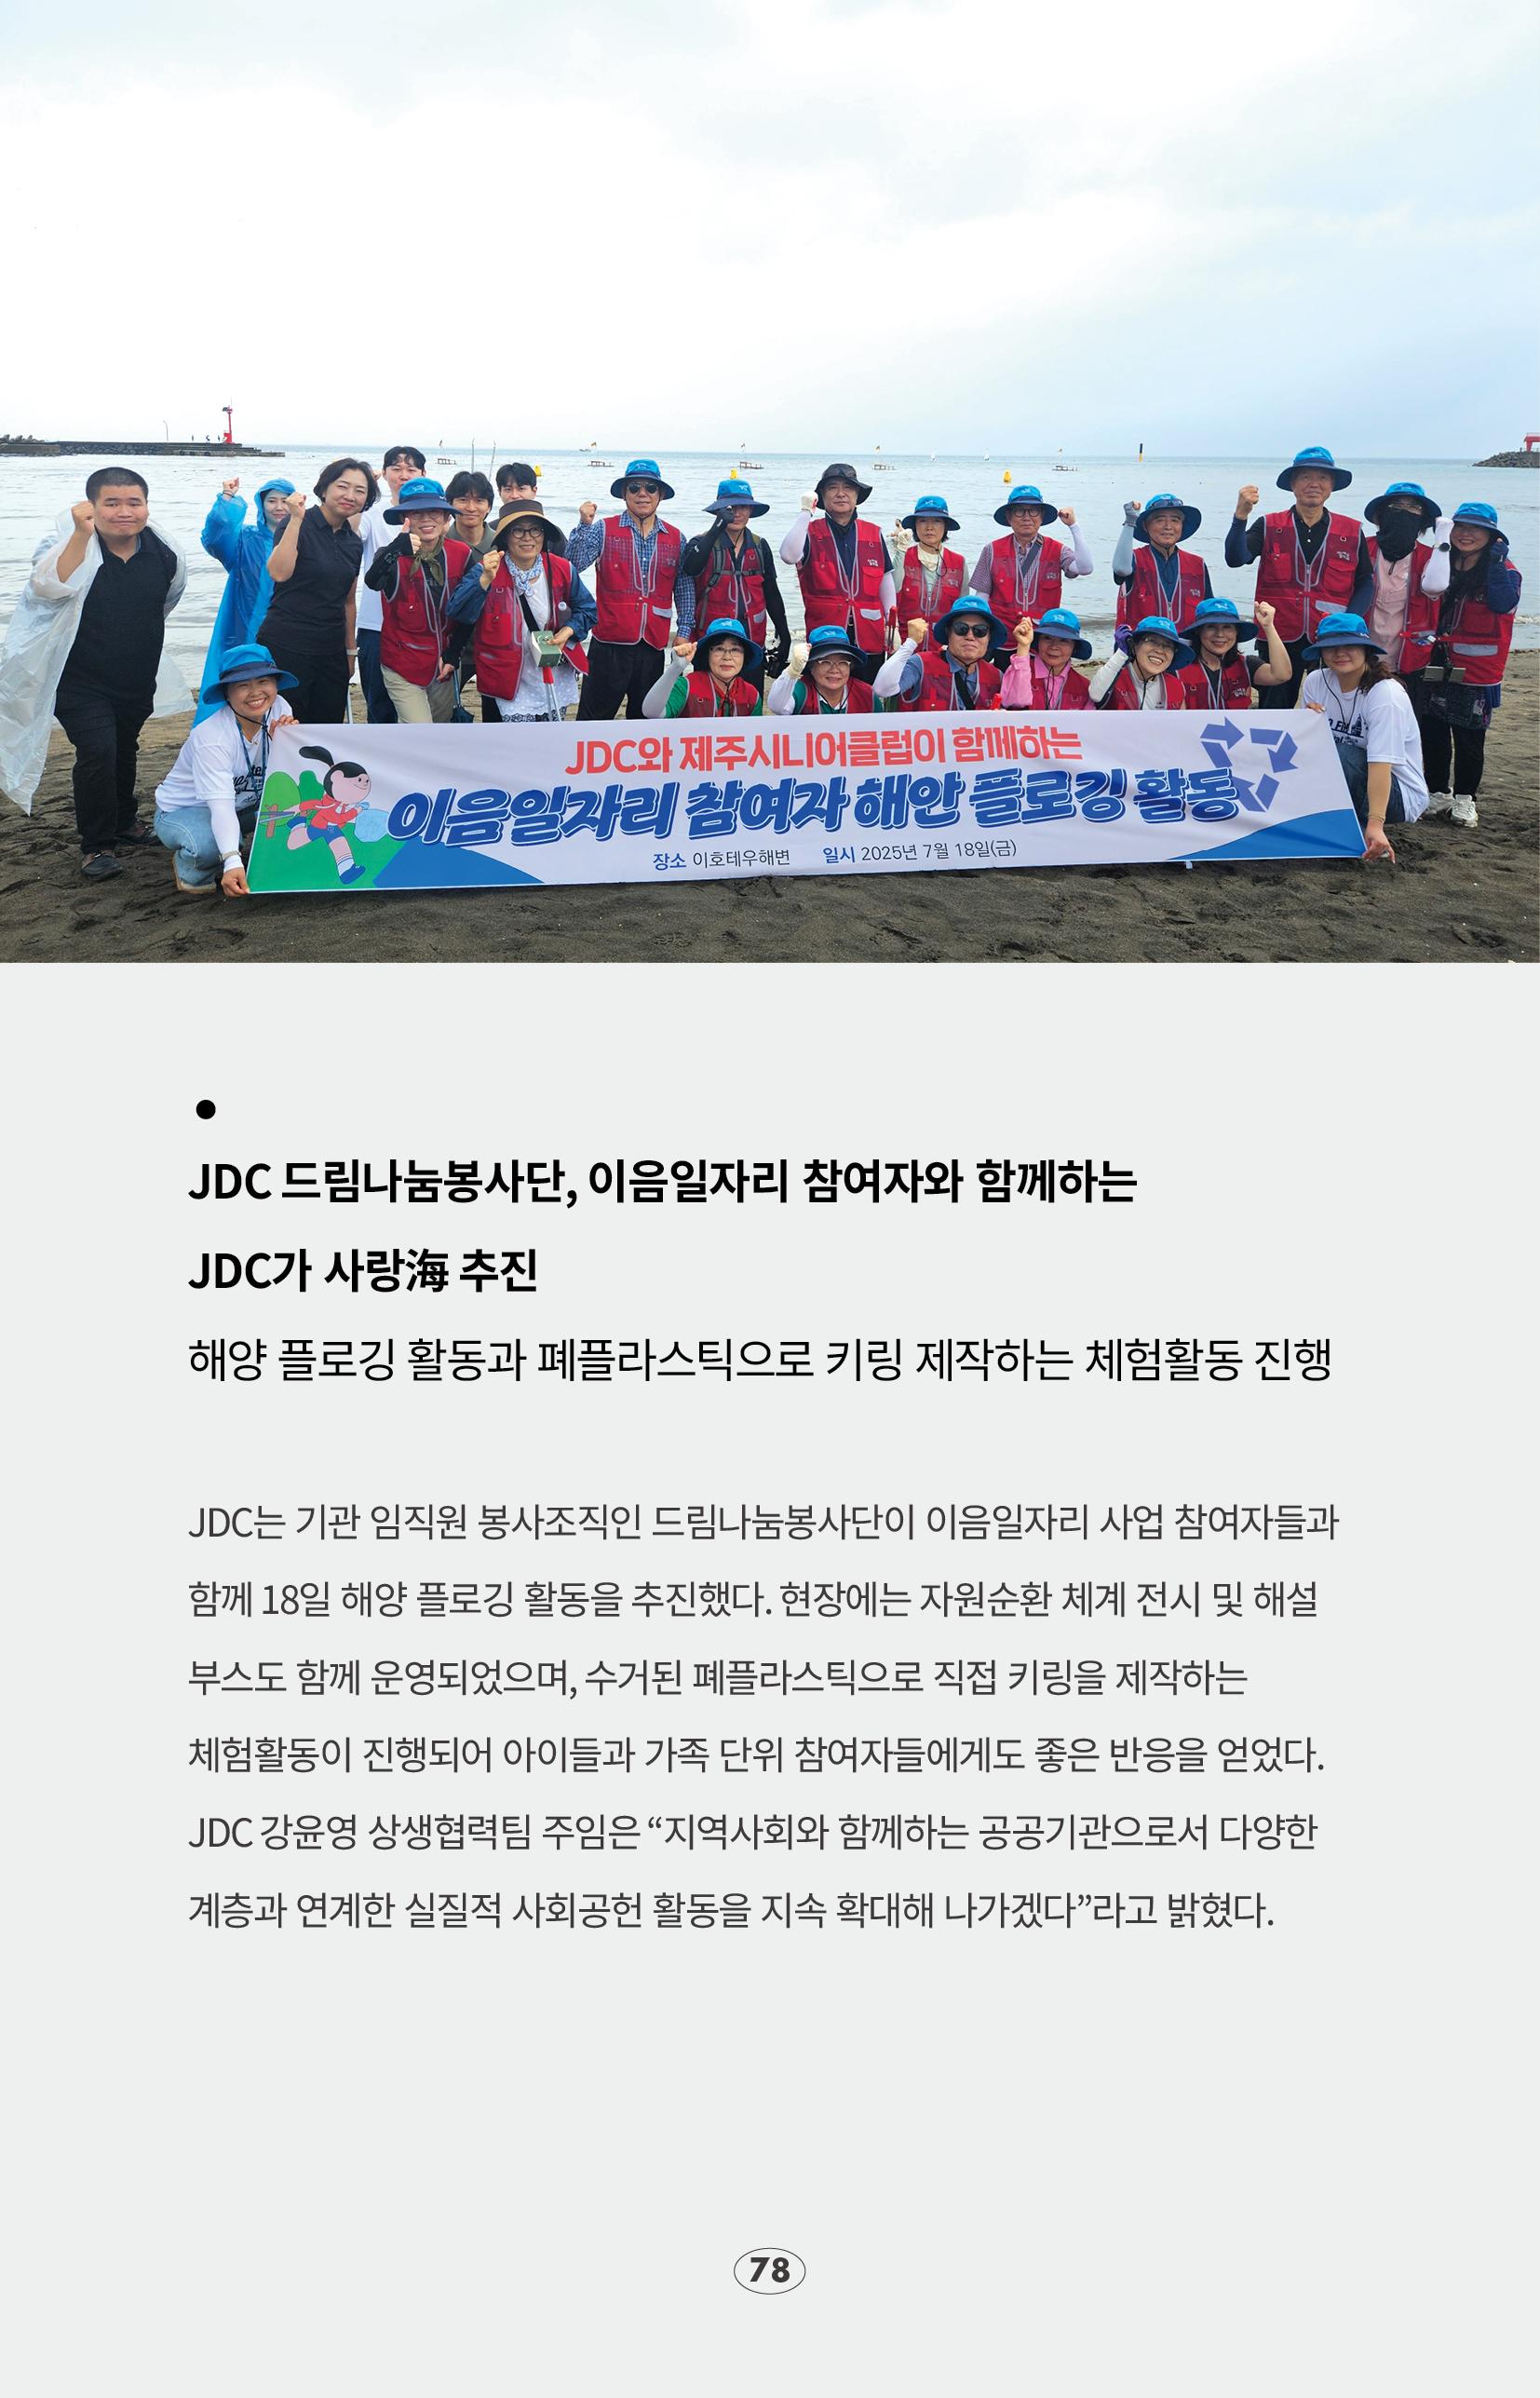 JDC와 제주시니어클럽이 함께하는
이음일자리 참여자 해안 플로깅 활동
장소 이호테우해변 일시 2025년 7월 18일(금)
JDC 드림나눔봉사단, 이음일자리 참여자와 함께하는
JDC가 사랑海 추진
해양 플로깅 활동과 폐플라스틱으로 키링 제작하는 체험활동 진행
JDC는 기관 임직원 봉사조직인 드림나눔봉사단이 이음일자리 사업 참여자들과
함께 18일 해양 플로깅 활동을 추진했다. 현장에는 자원순환 체계 전시 및 해설
부스도 함께 운영되었으며, 수거된 폐플라스틱으로 직접 키링을 제작하는
체험활동이 진행되어 아이들과 가족 단위 참여자들에게도 좋은 반응을 얻었다.
JDC 강윤영 상생협력팀 주임은 “지역사회와 함께하는 공공기관으로서 다양한
계층과 연계한 실질적 사회공헌 활동을 지속 확대해 나가겠다”라고 밝혔다.
78